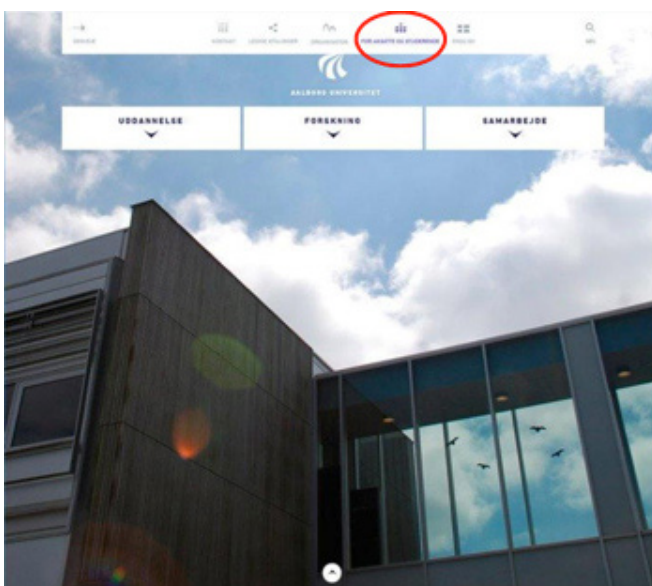 KONTAKT
LEDIGE STILLINGER
ORGANISATION
FOR ANSATTE OG STUDERENDE
ENGLISH
SØG
AALBORG UNIVERSITET
UDDANNELSE
FORSKNING
SAMARBEJDE